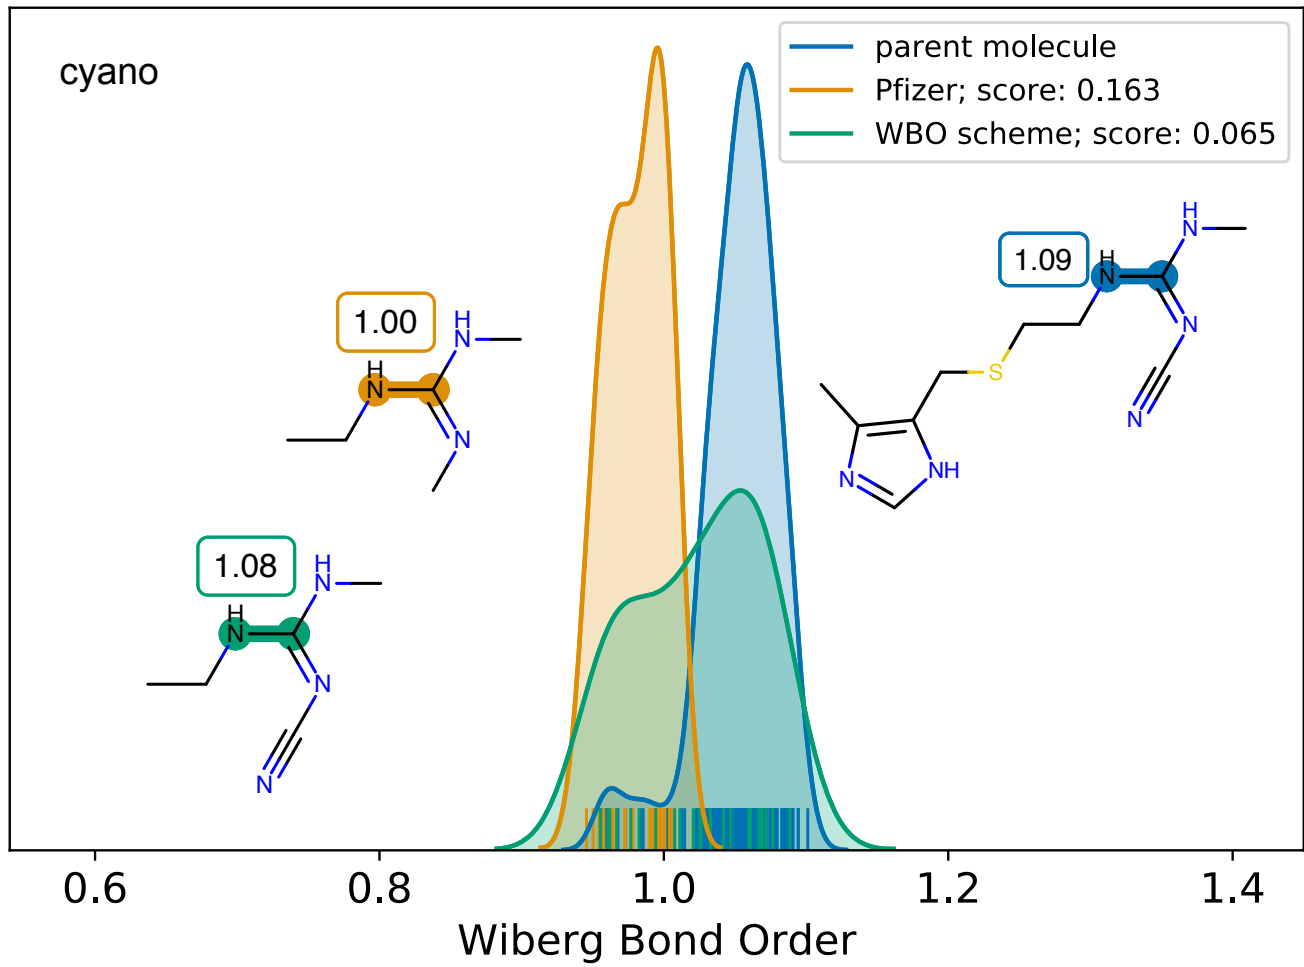 cyano
parent molecule
Pfizer; score: 0.163
WBO scheme; score: 0.065
H
N
1.09
H
N
N
S
N
N
NH
1.00
H
N
H
N
N
1.08
H
N
H
N
N
N
0.6 0.8 1.0 1.2 1.4
Wiberg Bond Order